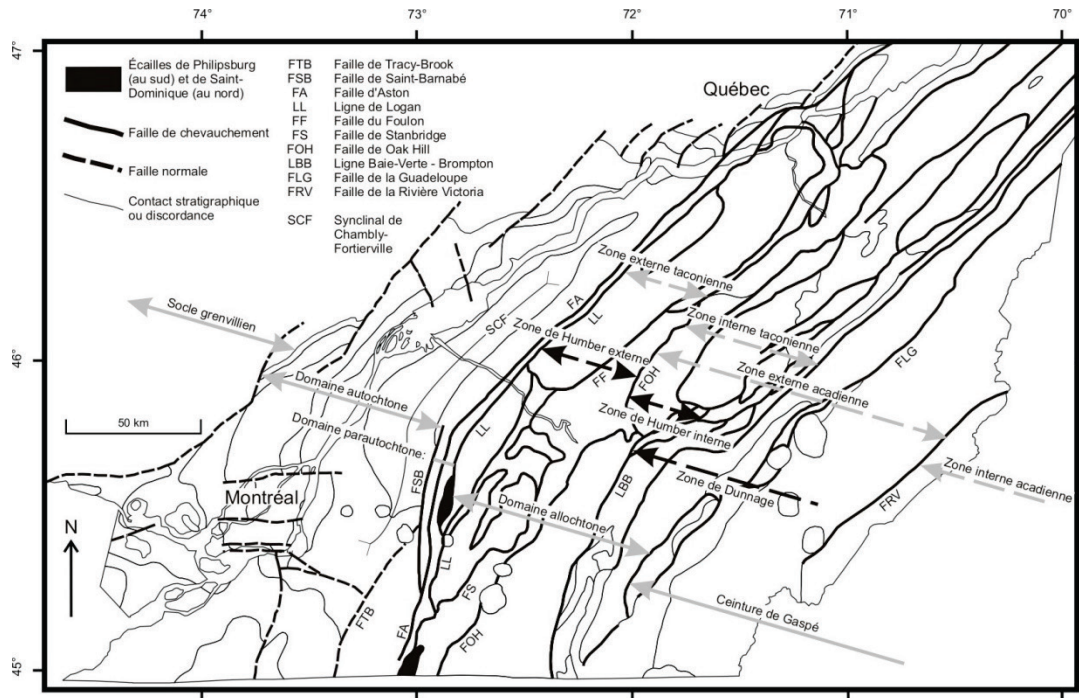 74°
73°
72°
71°
70°
47°
46°
45°
Écailles de Philipsburg
(au sud) et de Saint-
Dominique (au nord)
Faille de chevauchement
Faille normale
Contact stratigraphique
ou discordance
FTB Faille de Tracy-Brook
FSB Faille de Saint-Barnabé
FA Faille d'Aston
LL Ligne de Logan
FF Faille du Foulon
FS Faille de Stanbridge
FOH Faille de Oak Hill
LBB Ligne Baie-Verte - Brompton
FLG Faille de la Guadeloupe
FRV Faille de la Rivière Victoria
SCF Synclinal de
Chambly-
Fortierville
Québec
Zone externe taconienne
Socle grenvillien
FA
LL
SCF
Zone interne taconienne
Zone de Humber externe
FF
FOH
Zone externe acadienne
FLG
Domaine autochtone
50 km
Domaine parautochtone:
LL
Zone de Humber interne
FSB
LBB
Zone de Dunnage
Zone interne acadienne
Montréal
Domaine allochtone
FRV
N
LL
FS
FTB
FOH
FA
Ceinture de Gaspé